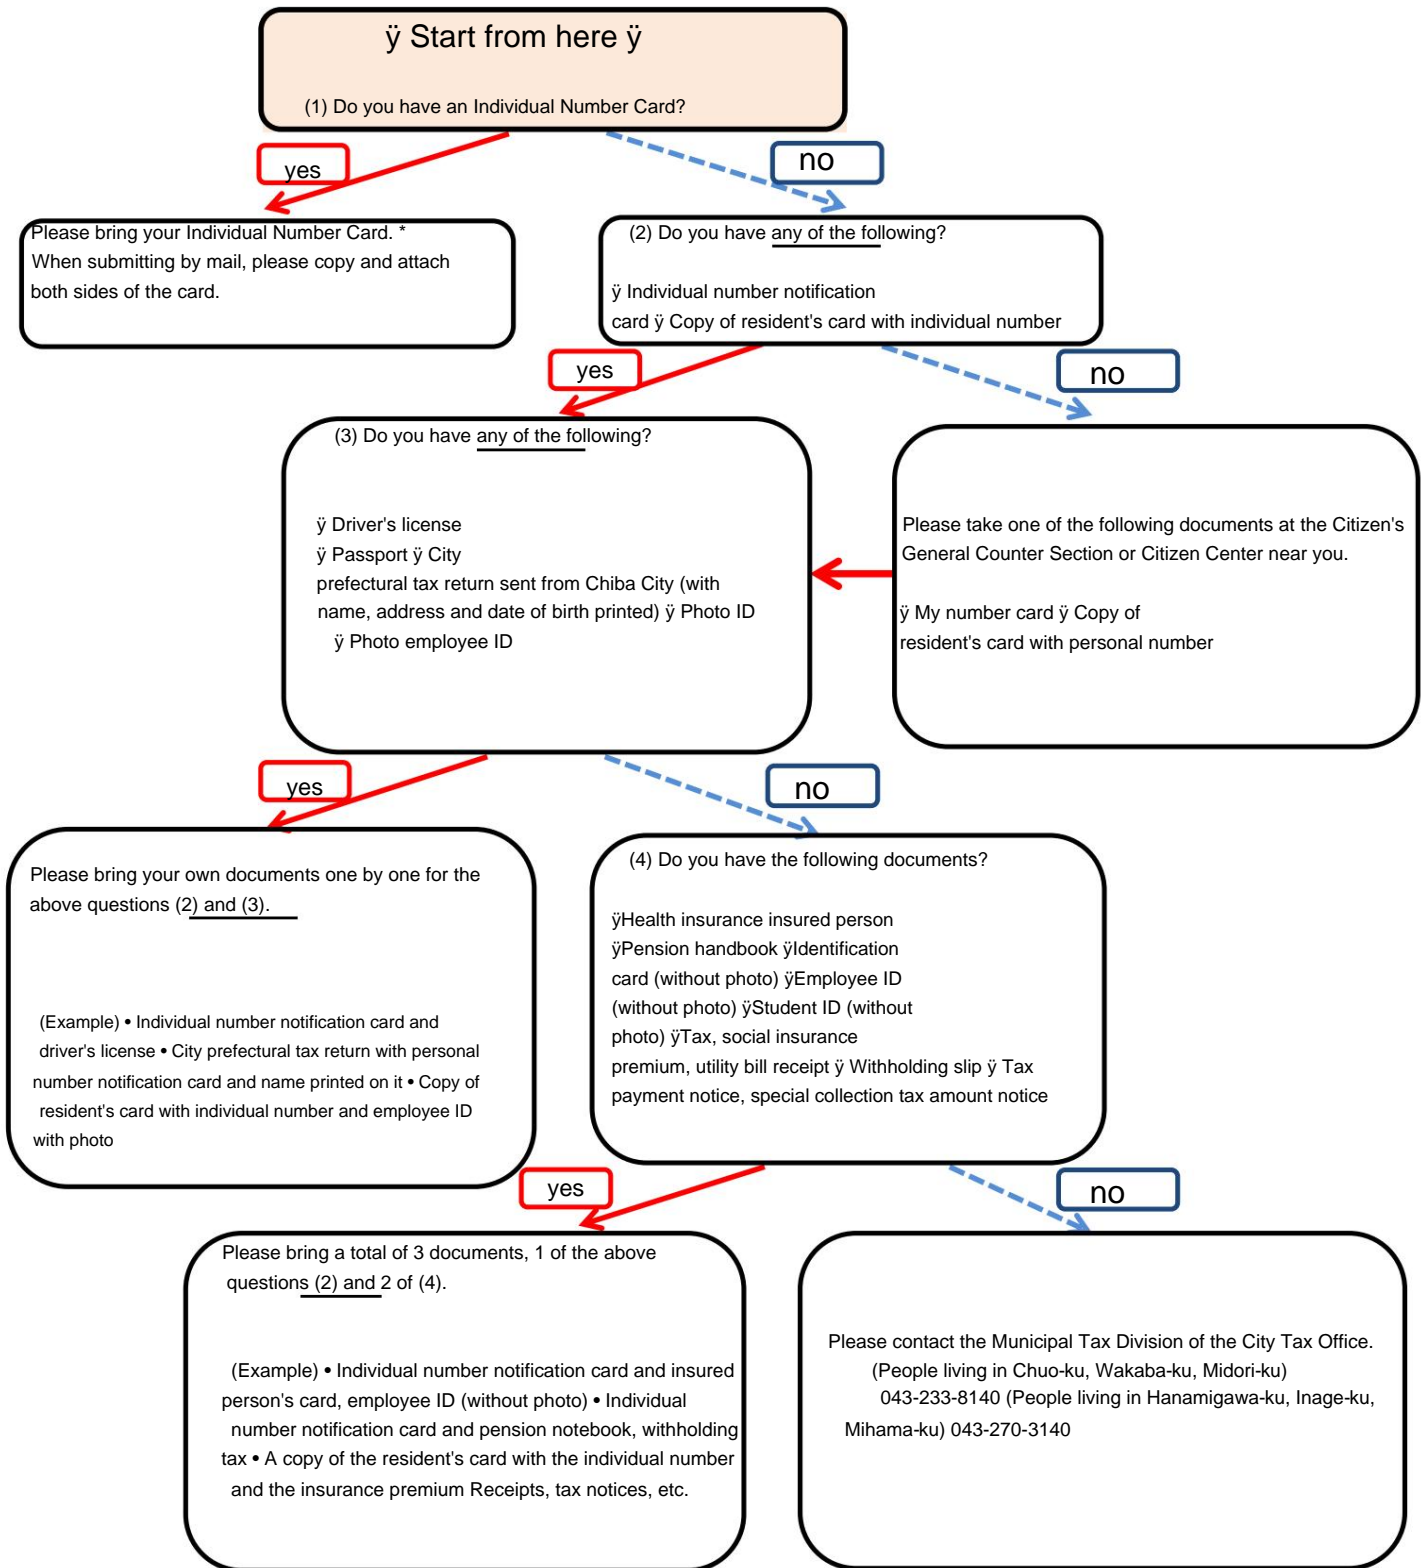 ÿ Start from here ÿ
(1) Do you have an Individual Number Card?
yes
no
Please bring your Individual Number Card. *
When submitting by mail, please copy and attach
both sides of the card.
(2) Do you have any of the following?
ÿ Individual number notification
card ÿ Copy of resident's card with individual number
yes
no
(3) Do you have any of the following?
ÿ Driver's license
ÿ Passport ÿ City
prefectural tax return sent from Chiba City (with
name, address and date of birth printed) ÿ Photo ID
ÿ Photo employee ID
Please take one of the following documents at the Citizen's
General Counter Section or Citizen Center near you.
ÿ My number card ÿ Copy of
resident's card with personal number
yes
no
Please bring your own documents one by one for the
above questions (2) and (3).
(Example) • Individual number notification card and
driver's license • City prefectural tax return with personal
number notification card and name printed on it • Copy of
resident's card with individual number and employee ID
with photo
(4) Do you have the following documents?
ÿHealth insurance insured person
ÿPension handbook ÿIdentification
card (without photo) ÿEmployee ID
(without photo) ÿStudent ID (without
photo) ÿTax, social insurance
premium, utility bill receipt ÿ Withholding slip ÿ Tax
payment notice, special collection tax amount notice
yes
no
Please bring a total of 3 documents, 1 of the above
questions (2) and 2 of (4).
(Example) • Individual number notification card and insured
person's card, employee ID (without photo) • Individual
number notification card and pension notebook, withholding
tax • A copy of the resident's card with the individual number
and the insurance premium Receipts, tax notices, etc.
Please contact the Municipal Tax Division of the City Tax Office.
(People living in Chuo-ku, Wakaba-ku, Midori-ku)
043-233-8140 (People living in Hanamigawa-ku, Inage-ku,
Mihama-ku) 043-270-3140